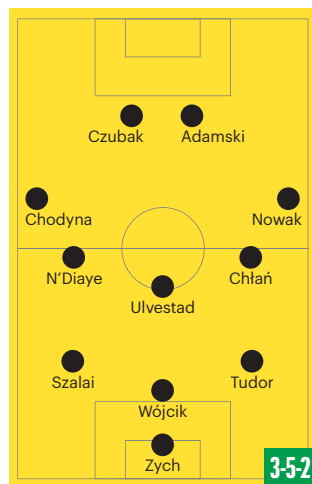 Czubak
Adamski
Chodyna
Nowak
N'Diaye
Chłań
Ulvestad
Szalai
Tudor
Wójcik
Zych
3-5-2